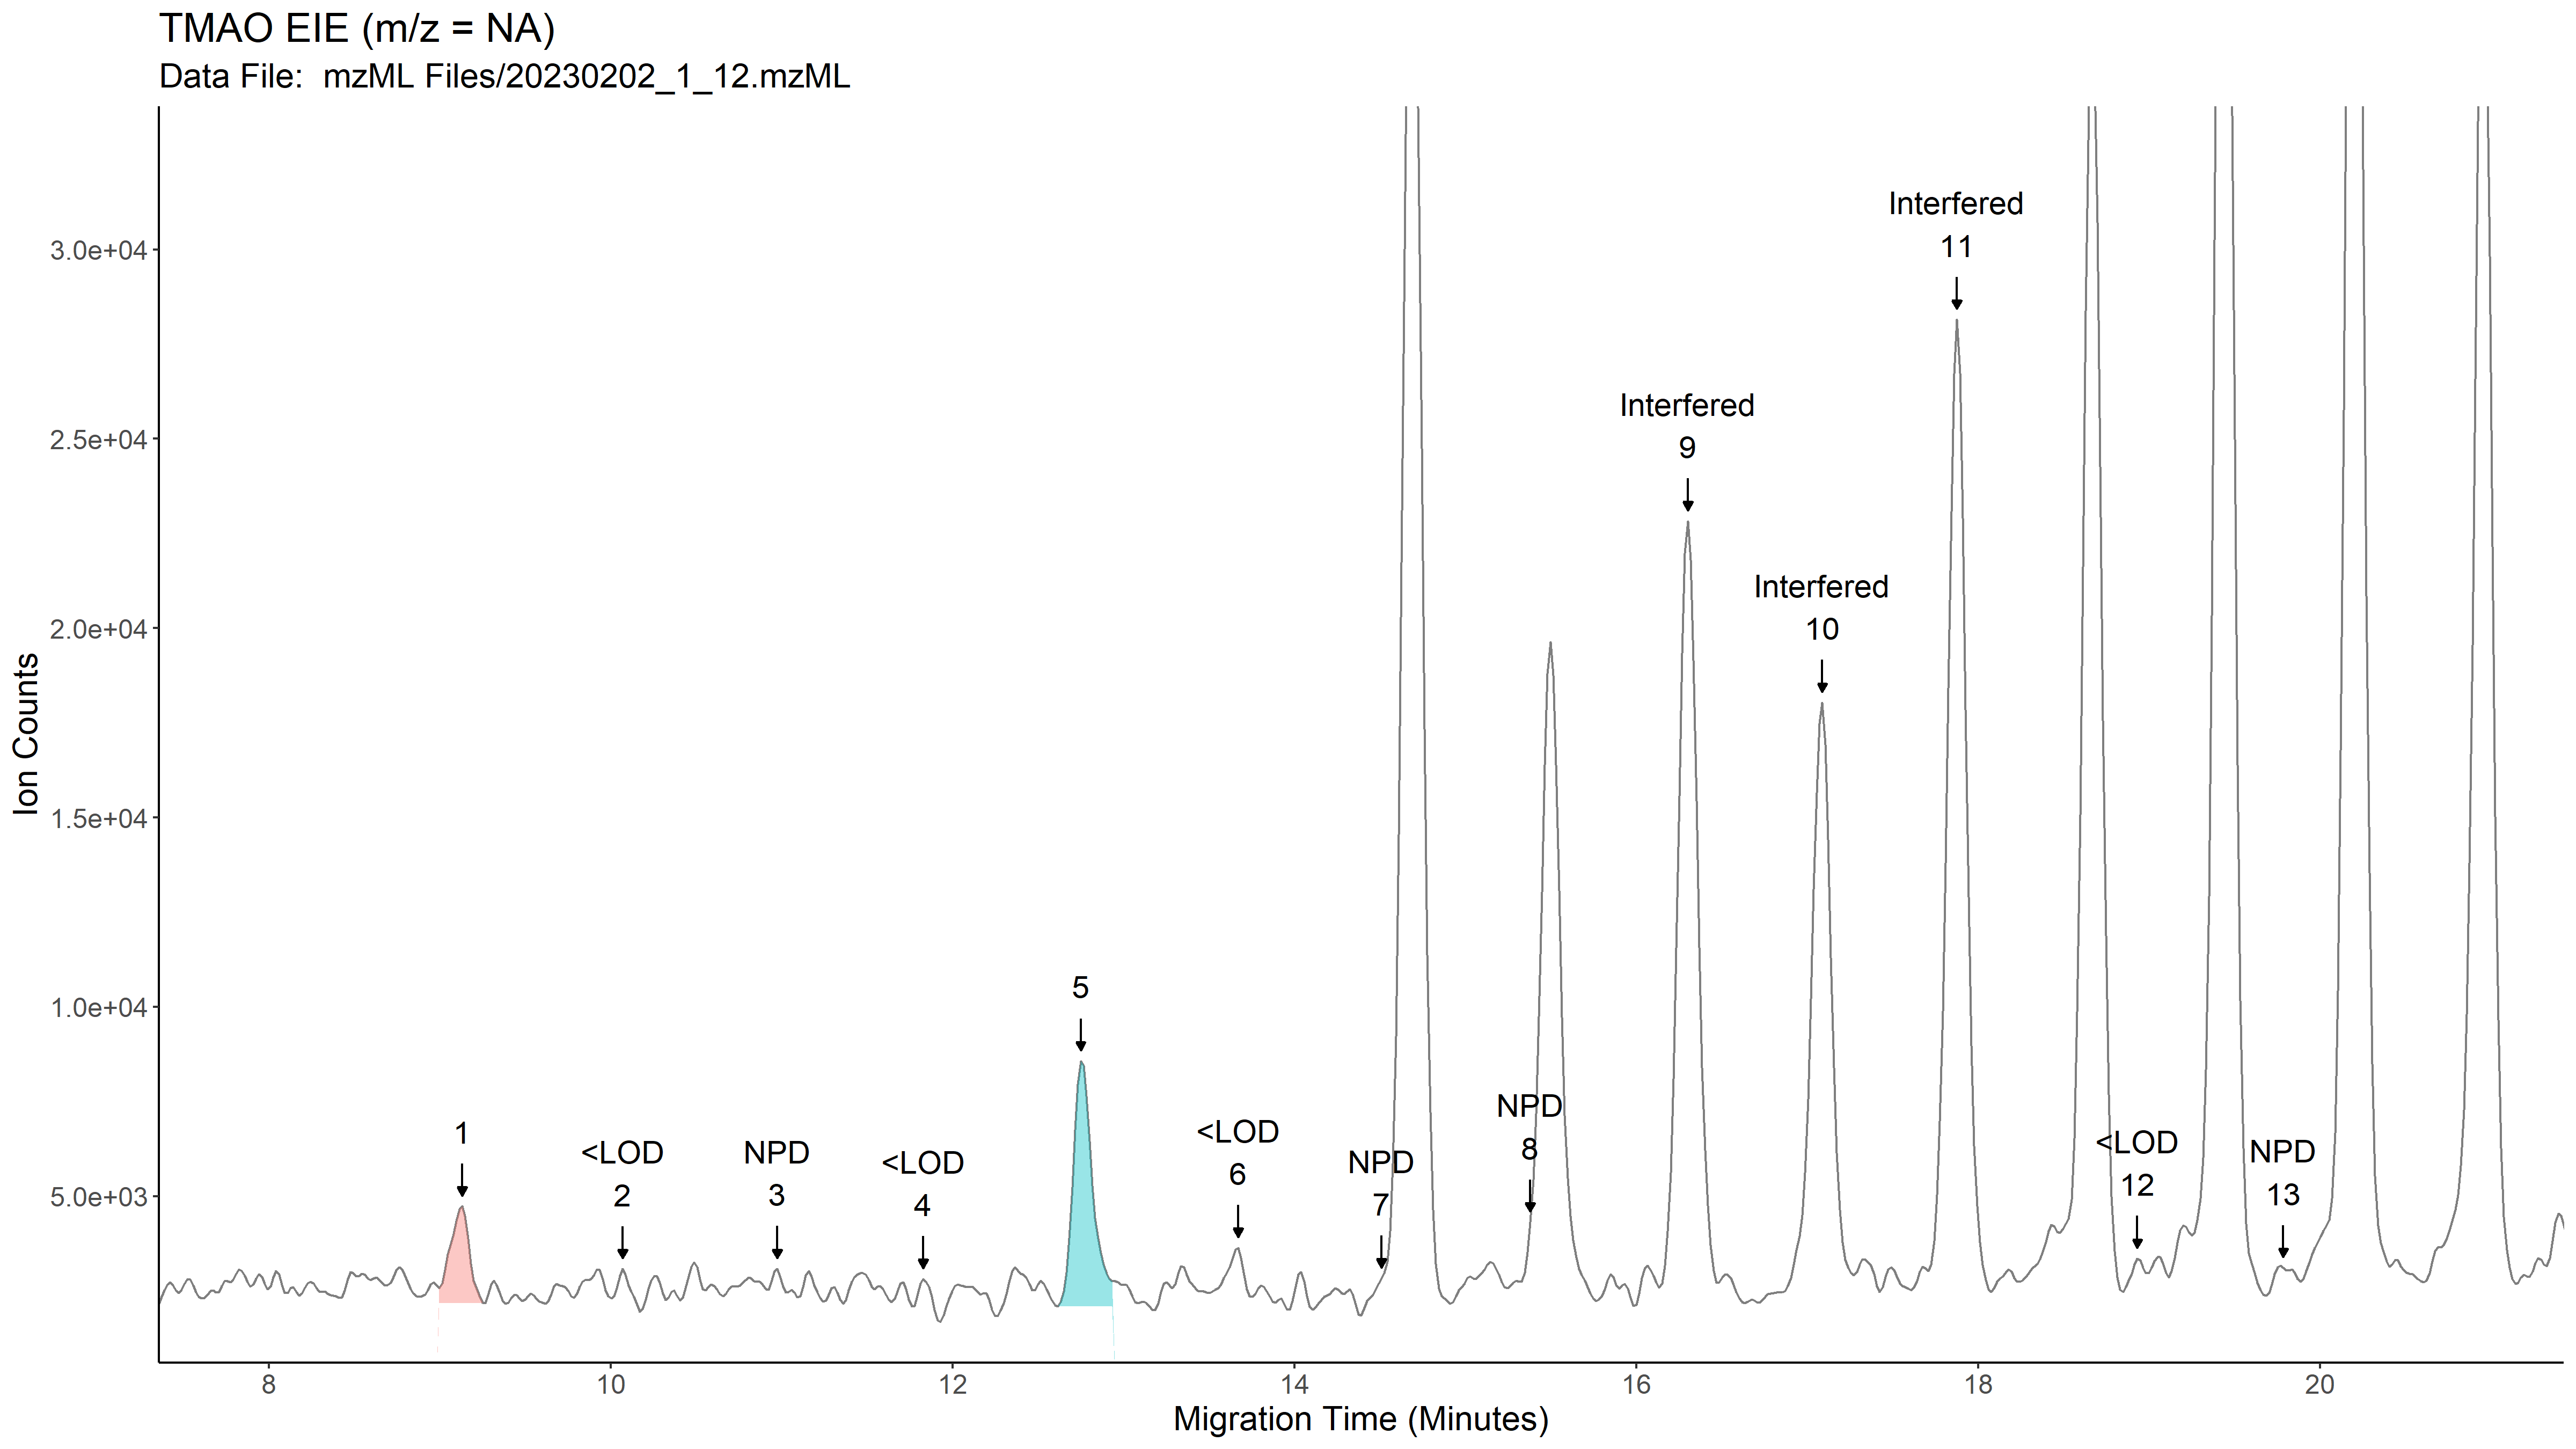 TMAO EIE (m/z = NA)
Data File:  mzML Files/20230202_1_12.mzML
Ion Counts
3.0e+04
2.5e+04
2.0e+04
1.5e+04
1.0e+04
5.0e+03
1
<LOD
2
NPD
3
<LOD
4
5
<LOD
6
NPD
7
NPD
8
Interfered
9
Interfered
10
Interfered
11
<LOD
12
NPD
13
8
10
12
14
16
18
20
Migration Time (Minutes)